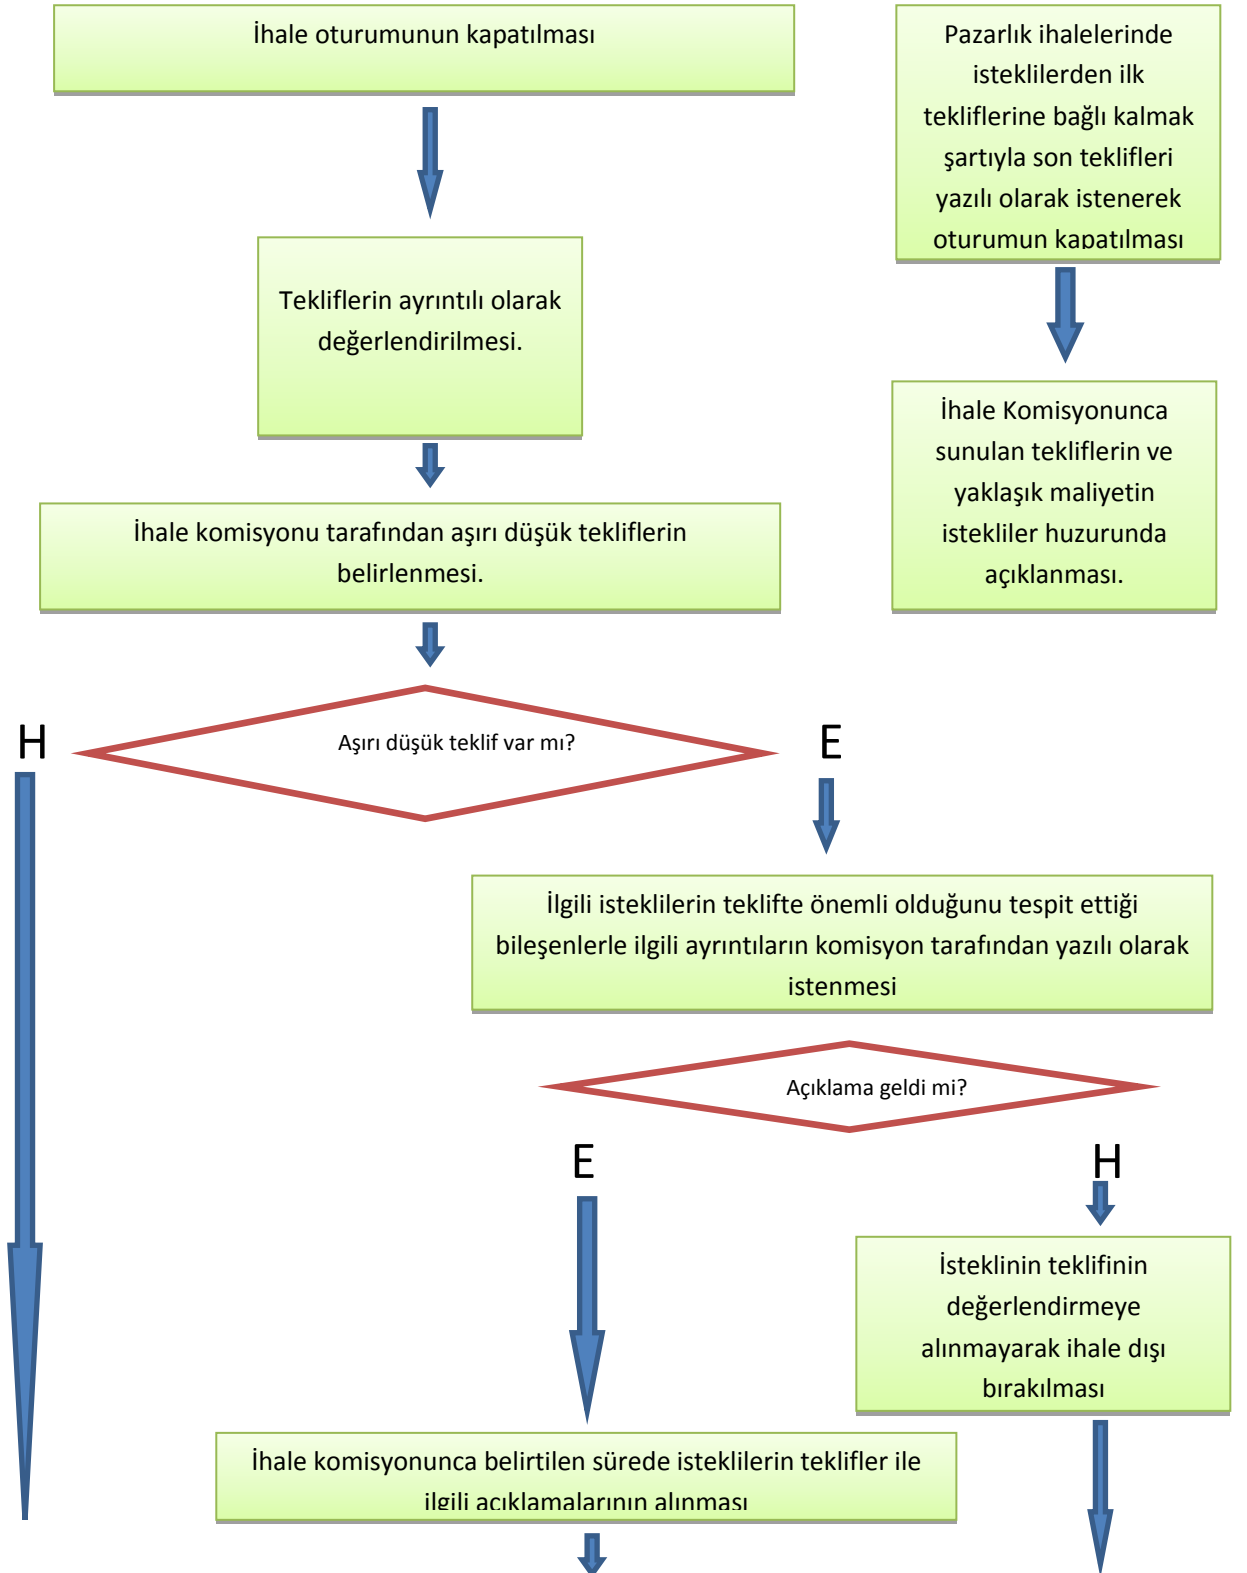 İhale oturumunun kapatılması
Pazarlık ihalelerinde
isteklilerden ilk
tekliflerine bağlı kalmak
şartıyla son teklifleri
yazılı olarak istenerek
oturumun kapatılması
Tekliflerin ayrıntılı olarak
değerlendirilmesi.
İhale Komisyonunca
sunulan tekliflerin ve
yaklaşık maliyetin
istekliler huzurunda
açıklanması.
İhale komisyonu tarafından aşırı düşük tekliflerin
belirlenmesi.
H
Aşırı düşük teklif var mı?
E
İlgili isteklilerin teklifte önemli olduğunu tespit ettiği
bileşenlerle ilgili ayrıntıların komisyon tarafından yazılı olarak
istenmesi
Açıklama geldi mi?
E
H
İsteklinin teklifinin
değerlendirmeye
alınmayarak ihale dışı
bırakılması
İhale komisyonunca belirtilen sürede isteklilerin teklifler ile
ilgili açıklamalarının alınması